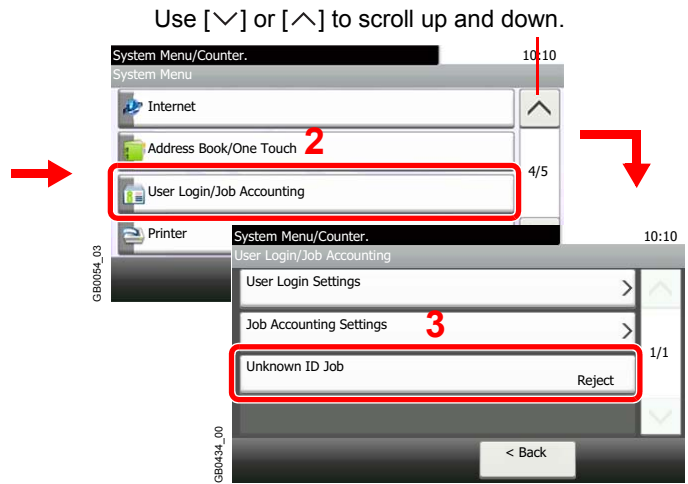 Use [∨] or [∧] to scroll up and down.
System Menu/Counter.
10:10
System Menu
Internet
Address Book/One Touch
2
4/5
User Login/Job Accounting
Printer
GB0054_03
System Menu/Counter.
10:10
User Login/Job Accounting
User Login Settings
Job Accounting Settings
3
1/1
Unknown ID Job
Reject
< Back
GB0434_00